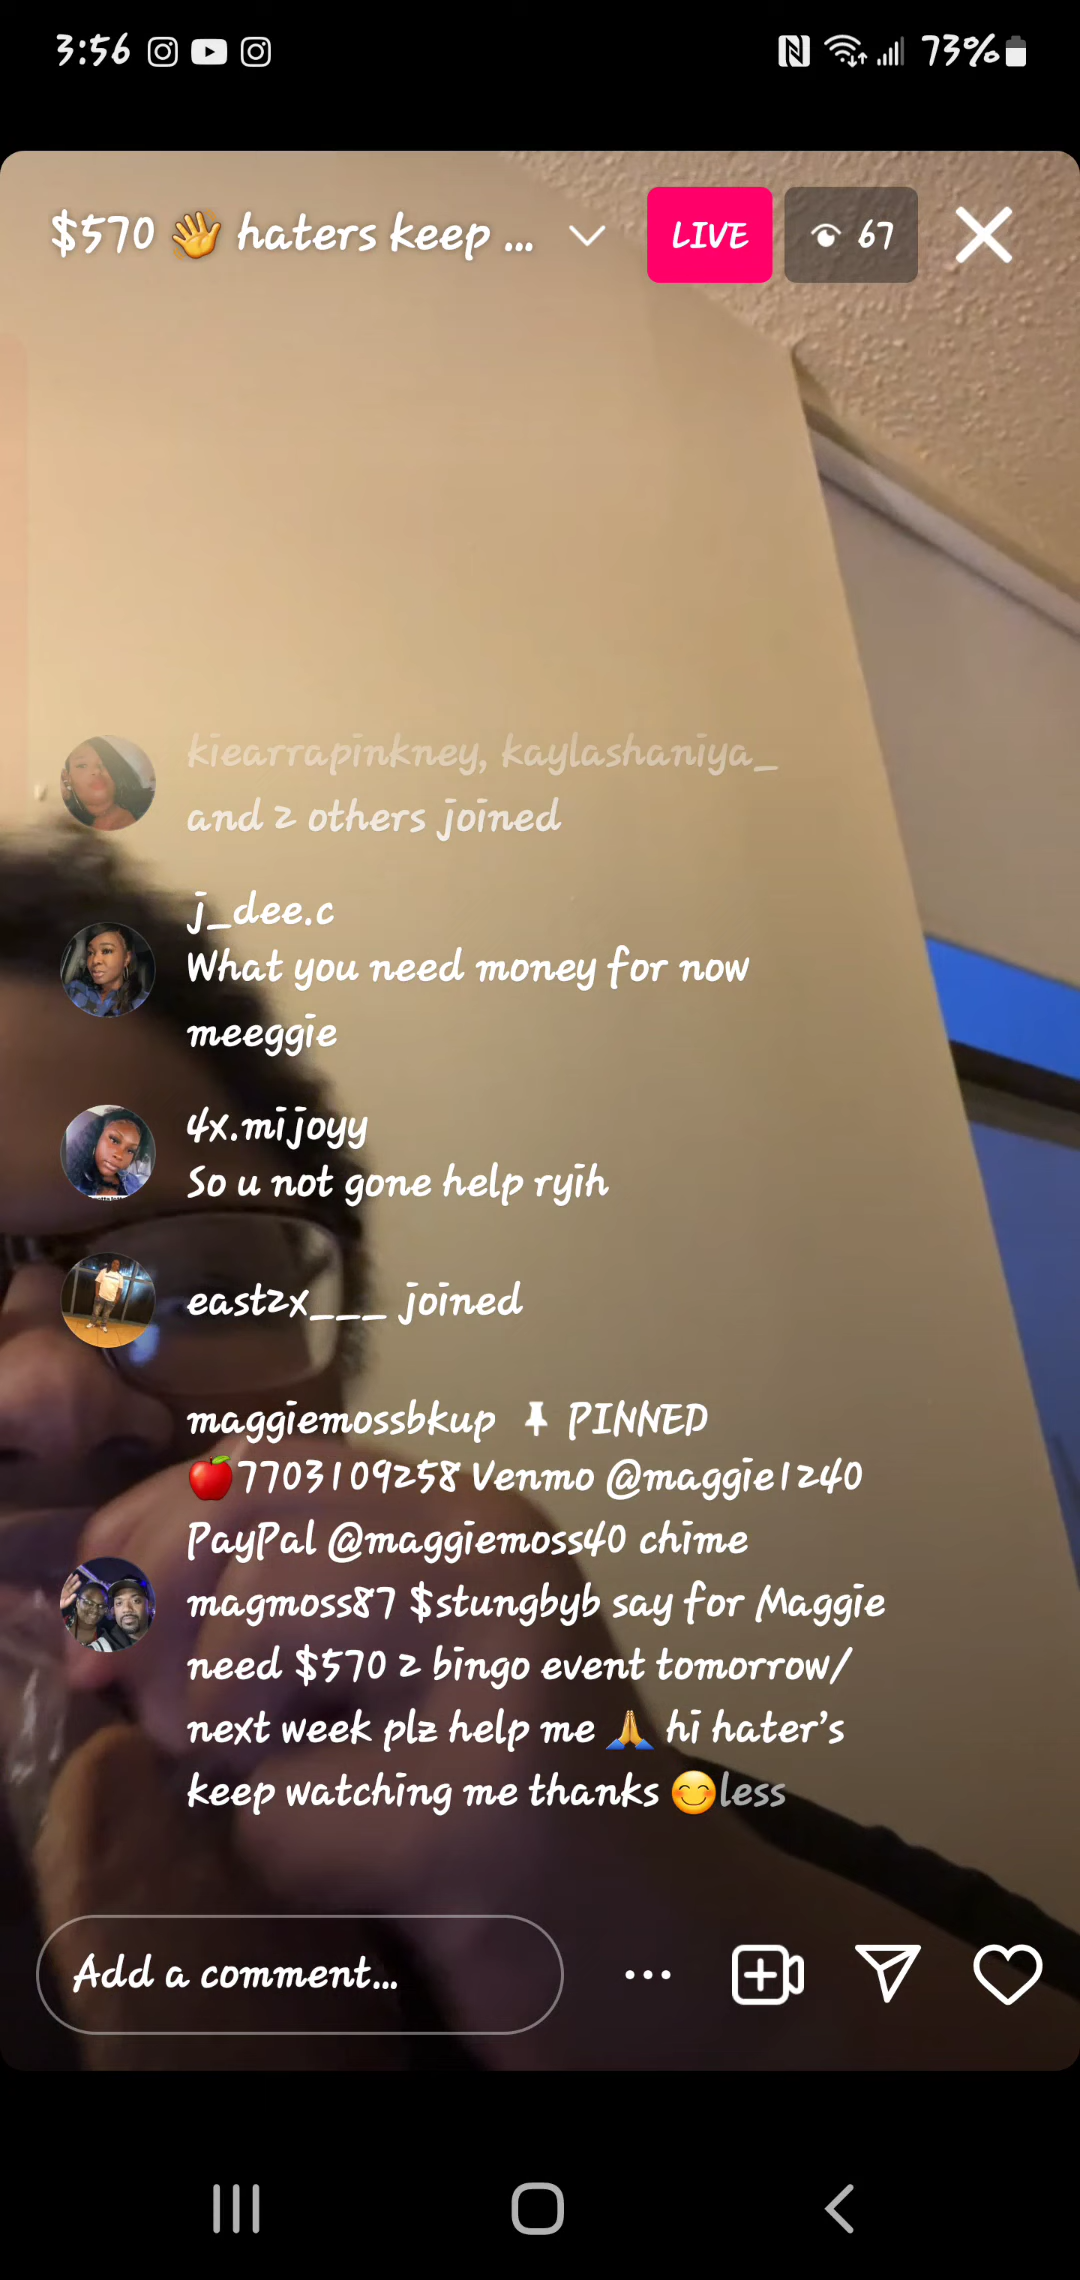 3:56 73%
$570 👋 haters keep ... LIVE 67
kiearrapinkney, kaylashaniya_
and 2 others joined
j_dee.c
What you need money for now
meeggie
4x.mijoyy
So u not gone help ryih
east2x___ joined
maggiemossbkup PINNED
🍎7703109258 Venmo @maggie1240
PayPal @maggiemoss40 chime
magmoss87 $stungbyb say for Maggie
need $570 2 bingo event tomorrow/
next week plz help me 🙏 hi hater's
keep watching me thanks 😊less
Add a comment...